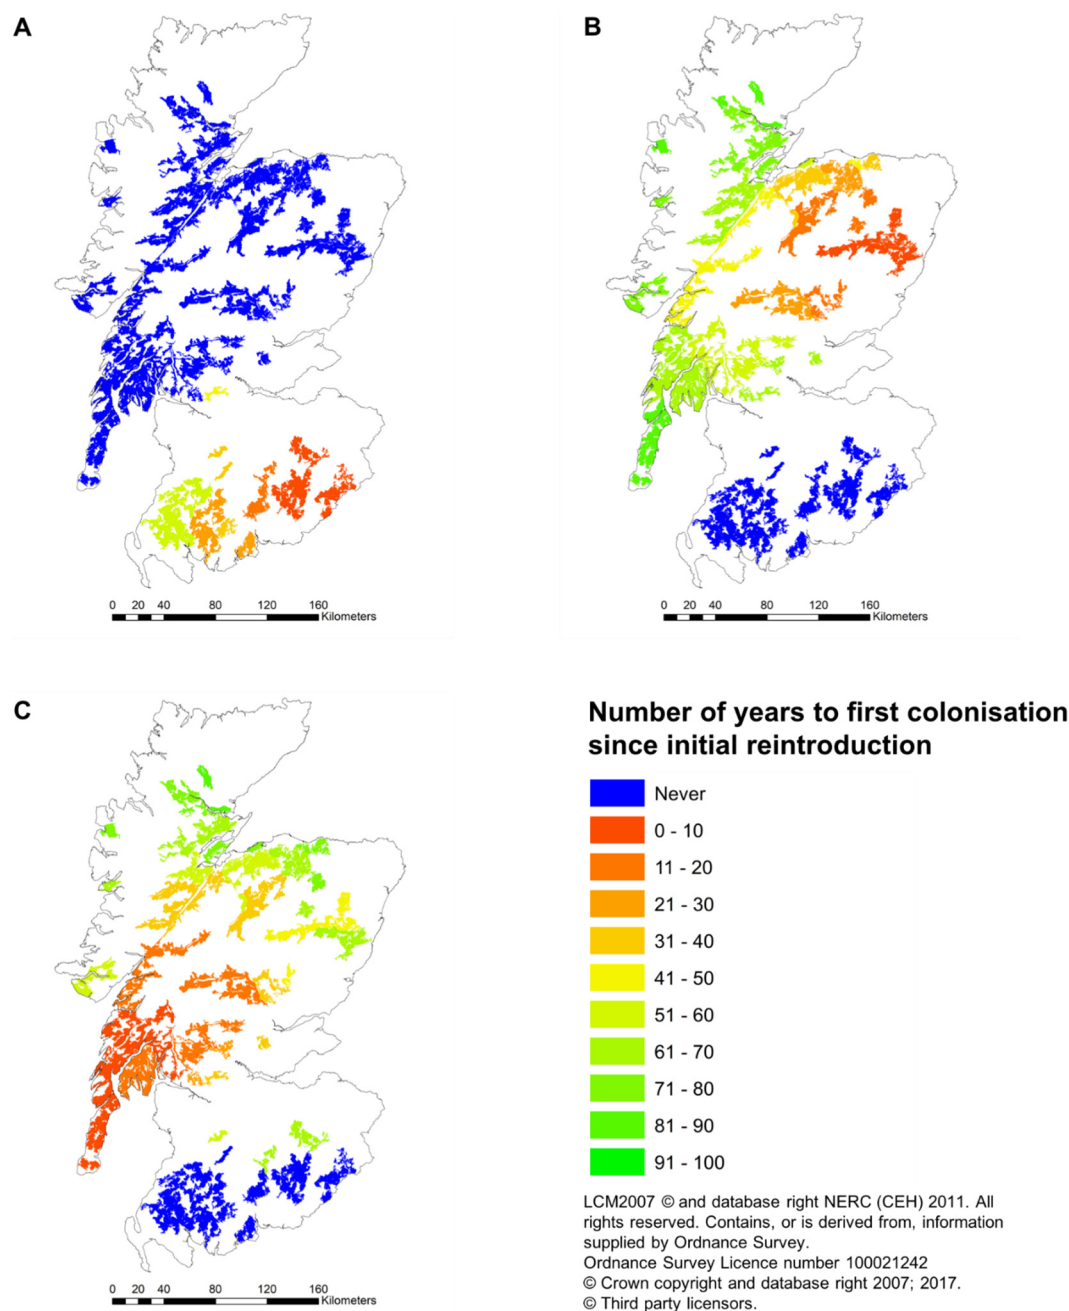 A
B
0 20 40 80 120 160
Kilometers
0 20 40 80 120 160
Kilometers
C
0 20 40 80 120 160
Kilometers
Number of years to first colonisation
since initial reintroduction
Never
0 - 10
11 - 20
21 - 30
31 - 40
41 - 50
51 - 60
61 - 70
71 - 80
81 - 90
91 - 100
LCM2007 © and database right NERC (CEH) 2011. All
rights reserved. Contains, or is derived from, information
supplied by Ordnance Survey.
Ordnance Survey Licence number 100021242
© Crown copyright and database right 2007; 2017.
© Third party licensors.